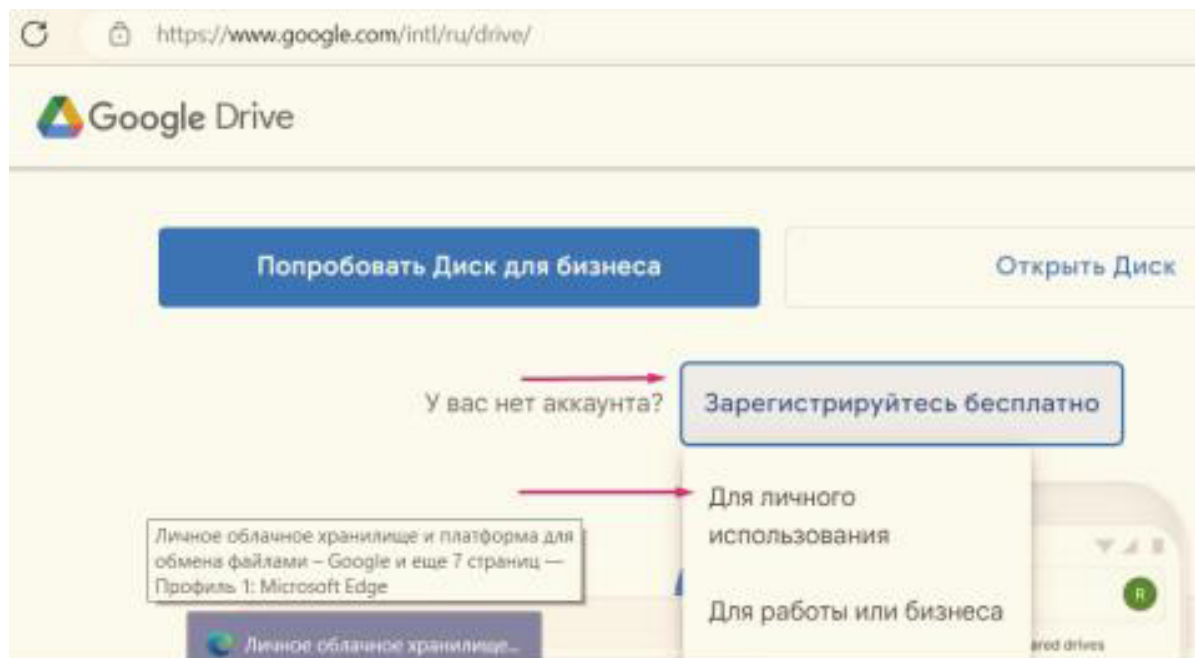 https://www.google.com/intl/ru/drive/
Google Drive
Попробовать Диск для бизнеса
Открыть Диск
У вас нет аккаунта?
Зарегистрируйтесь бесплатно
Для личного
использования
Для работы или бизнеса
Личное облачное хранилище и платформа для
обмена файлами – Google и еще 7 страниц —
Профиль 1: Microsoft Edge
Личное облачное хранилище...
R
ared drives